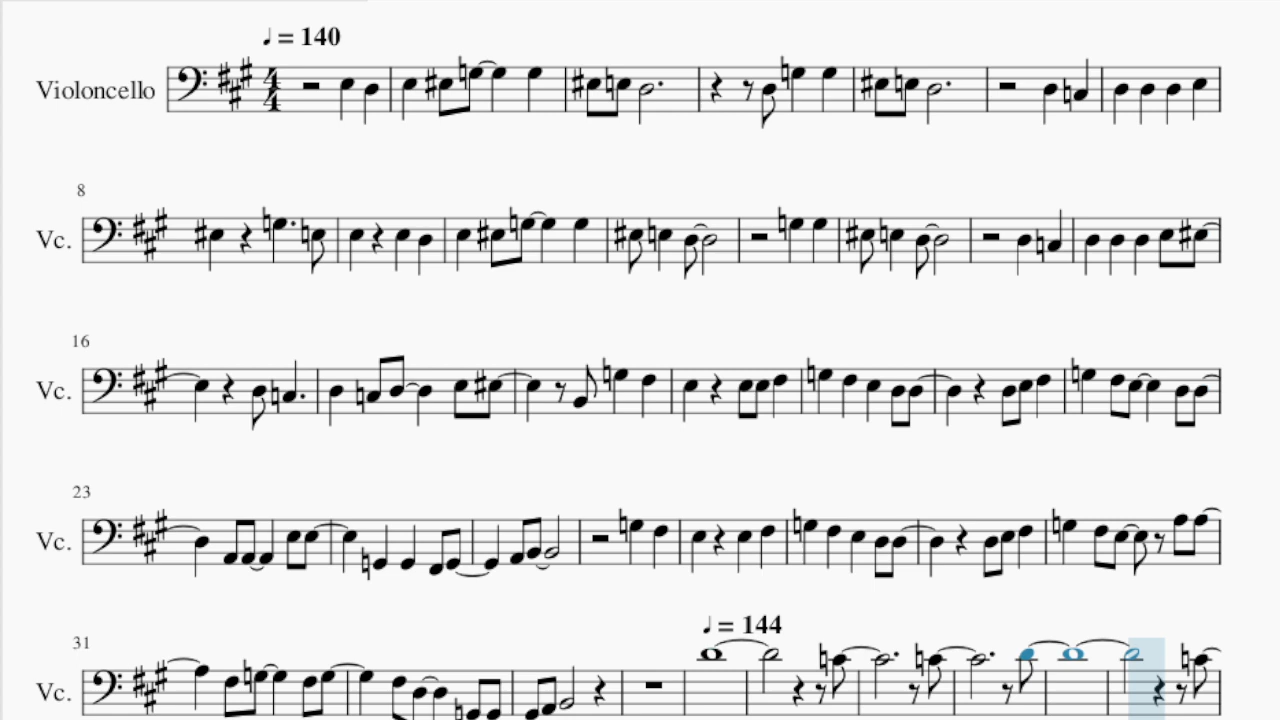 ♩ = 140
Violoncello
4
4
8
Vc.
16
Vc.
23
Vc.
♩ = 144
31
Vc.